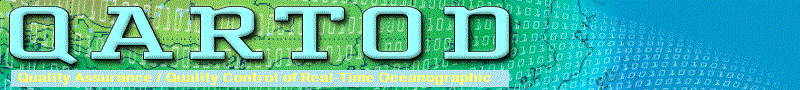 QARTOD
Quality Assurance / Quality Control of Real-Time Oceanographic